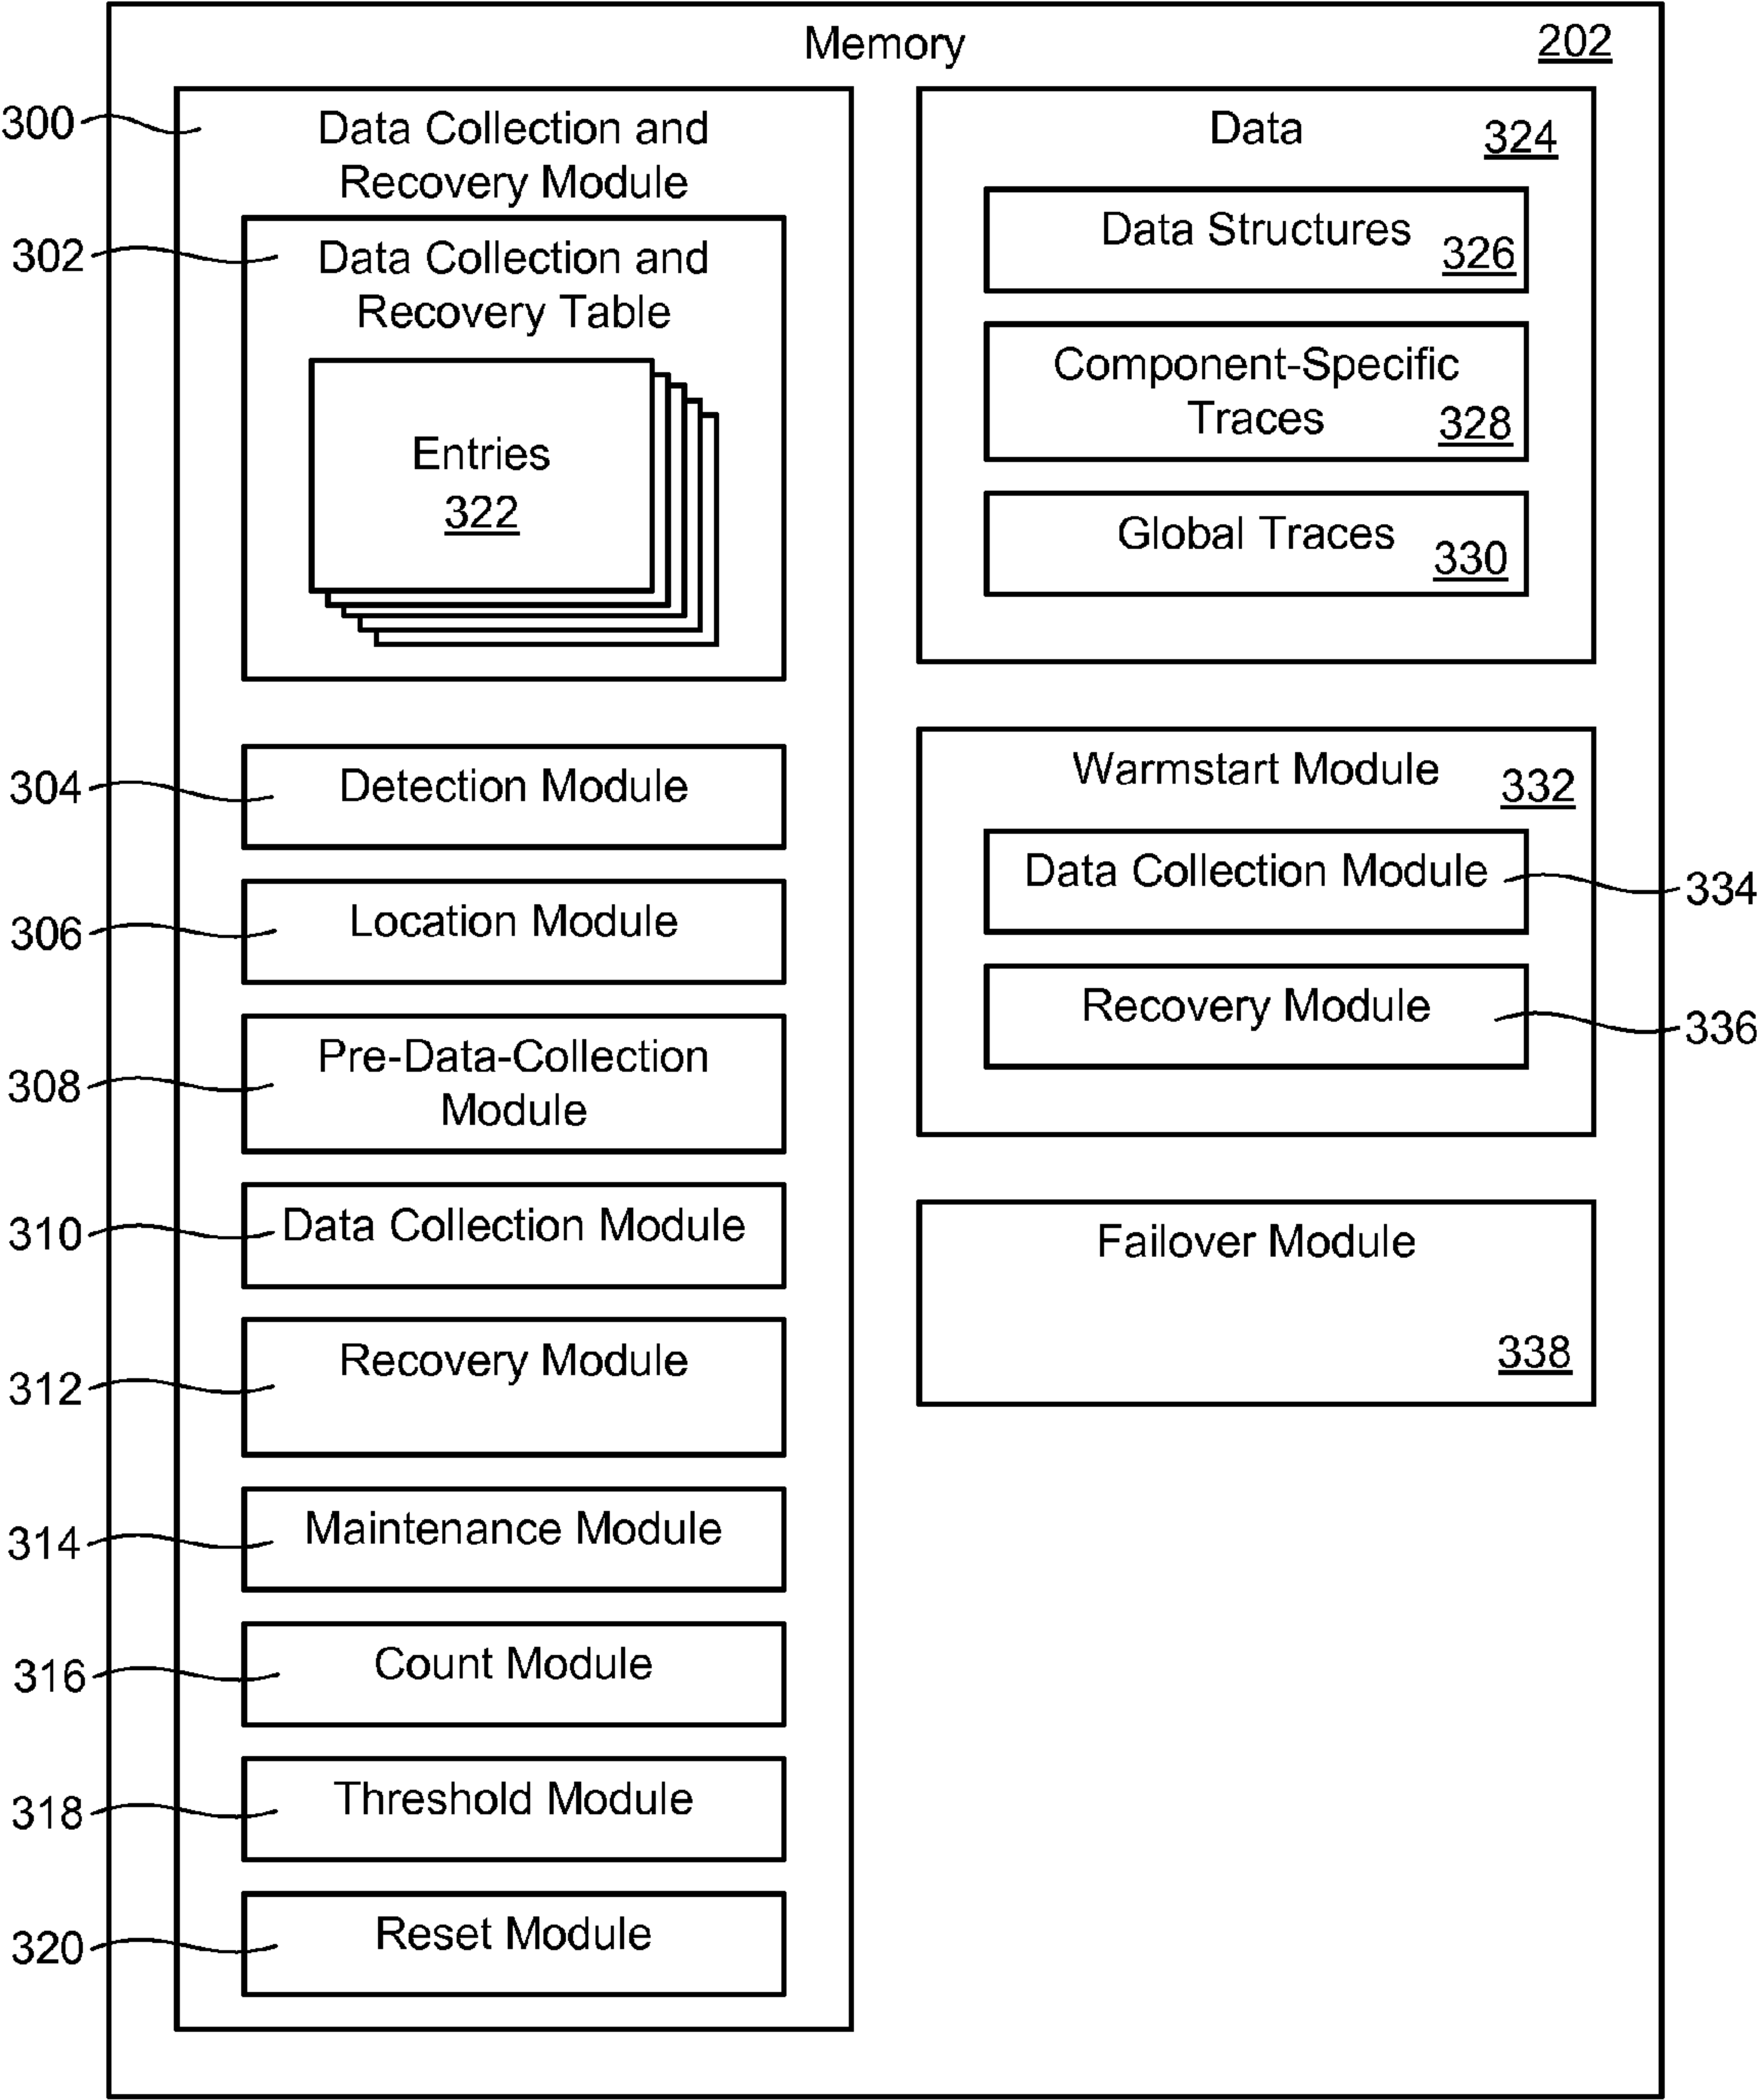 Memory
202
300
Data Collection and
Recovery Module
302
Data Collection and
Recovery Table
Entries
322
304
Detection Module
306
Location Module
308
Pre-Data-Collection
Module
310
Data Collection Module
312
Recovery Module
314
Maintenance Module
316
Count Module
318
Threshold Module
320
Reset Module
Data
324
Data Structures
326
Component-Specific
Traces
328
Global Traces
330
Warmstart Module
332
Data Collection Module
334
Recovery Module
336
Failover Module
338